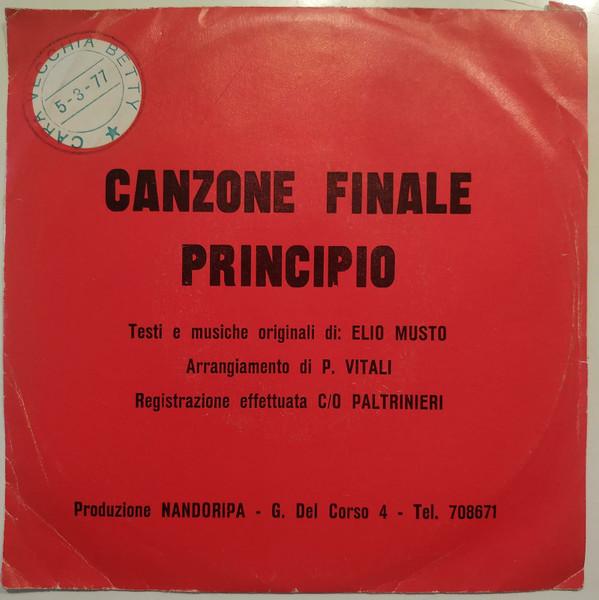 CARA VECCHIA BETTY
5-3-77
CANZONE FINALE
PRINCIPIO
Testi e musiche originali di: ELIO MUSTO
Arrangiamento di P. VITALI
Registrazione effettuata C/O PALTRINIERI
Produzione NANDORIPA - G. Del Corso 4 - Tel. 708671